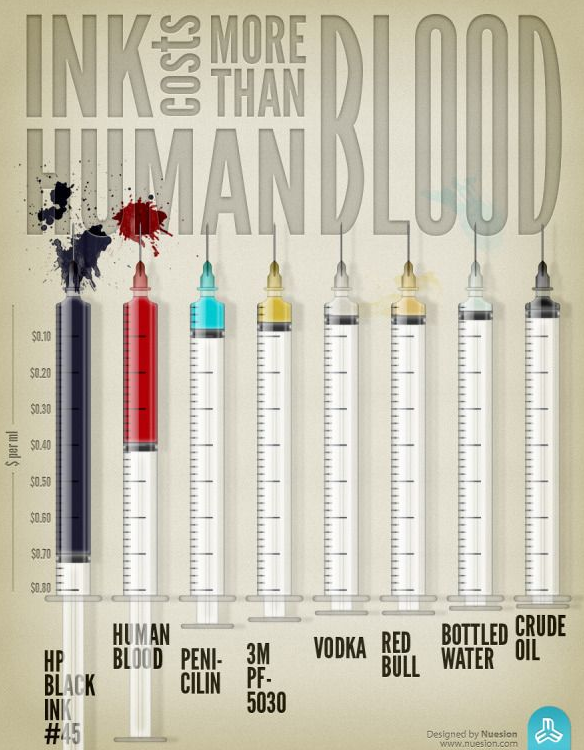 INK costs MORE THAN
HUMAN BLOOD
$ per ml
$0.10
$0.20
$0.30
$0.40
$0.50
$0.60
$0.70
$0.80
HP
BLACK
INK
#45
HUMAN
BLOOD
PENI-
CILIN
3M
PF-
5030
VODKA
RED
BULL
BOTTLED
WATER
CRUDE
OIL
Designed by Nuesion
www.nuesion.com